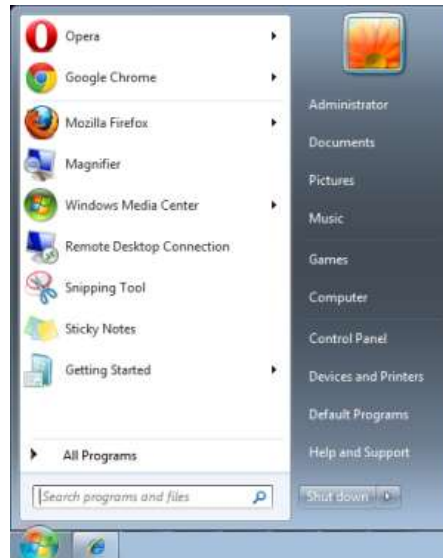 Opera
Google Chrome
Mozilla Firefox
Magnifier
Windows Media Center
Remote Desktop Connection
Snipping Tool
Sticky Notes
Getting Started
All Programs
Search programs and files
Administrator
Documents
Pictures
Music
Games
Computer
Control Panel
Devices and Printers
Default Programs
Help and Support
Shut down